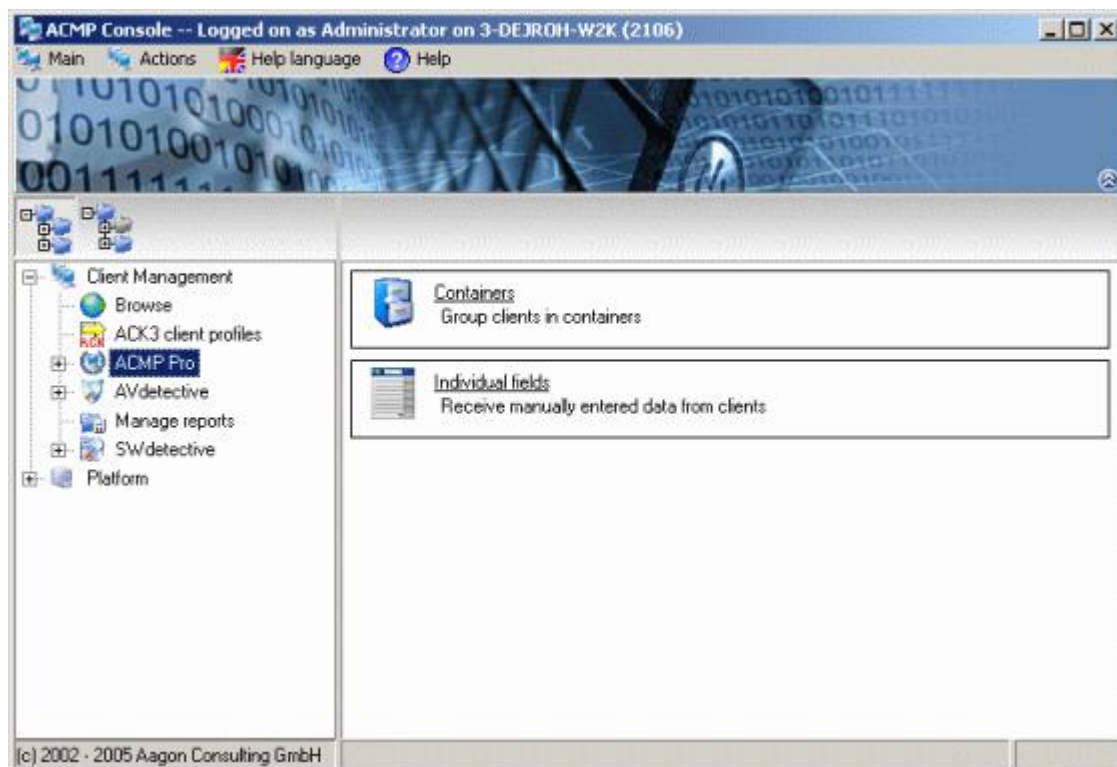 ACMP Console -- Logged on as Administrator on 3-DEJROH-W2K (2106)
Main Actions Help language Help
Client Management
Browse
ACK3 client profiles
ACMP Pro
AVdetective
Manage reports
SWdetective
Platform
Containers
Group clients in containers
Individual fields
Receive manually entered data from clients
(c) 2002 - 2005 Aagon Consulting GmbH